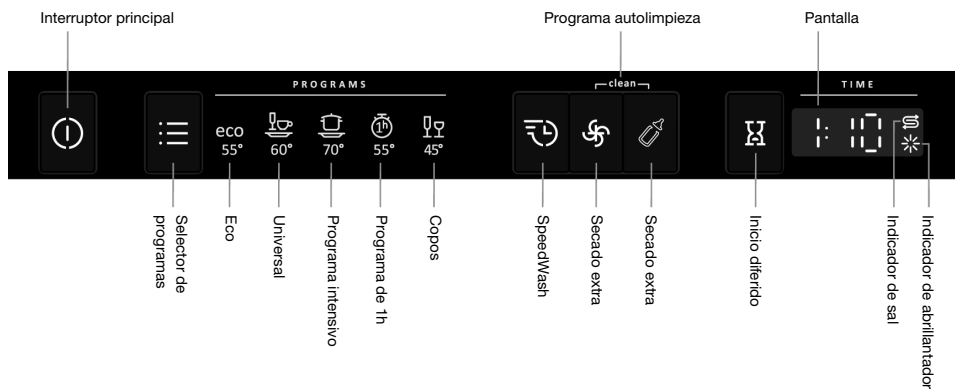 Interruptor principal
Programa autolimpieza
Pantalla
PROGRAMS
clean
TIME
eco
1h
55°
60°
70°
55°
45°
1:10
Selector de
programas
Eco
Universal
Programa intensivo
Programa de 1h
Copos
SpeedWash
Secado extra
Secado extra
Inicio diferido
Indicador de sal
Indicador de abrillantador